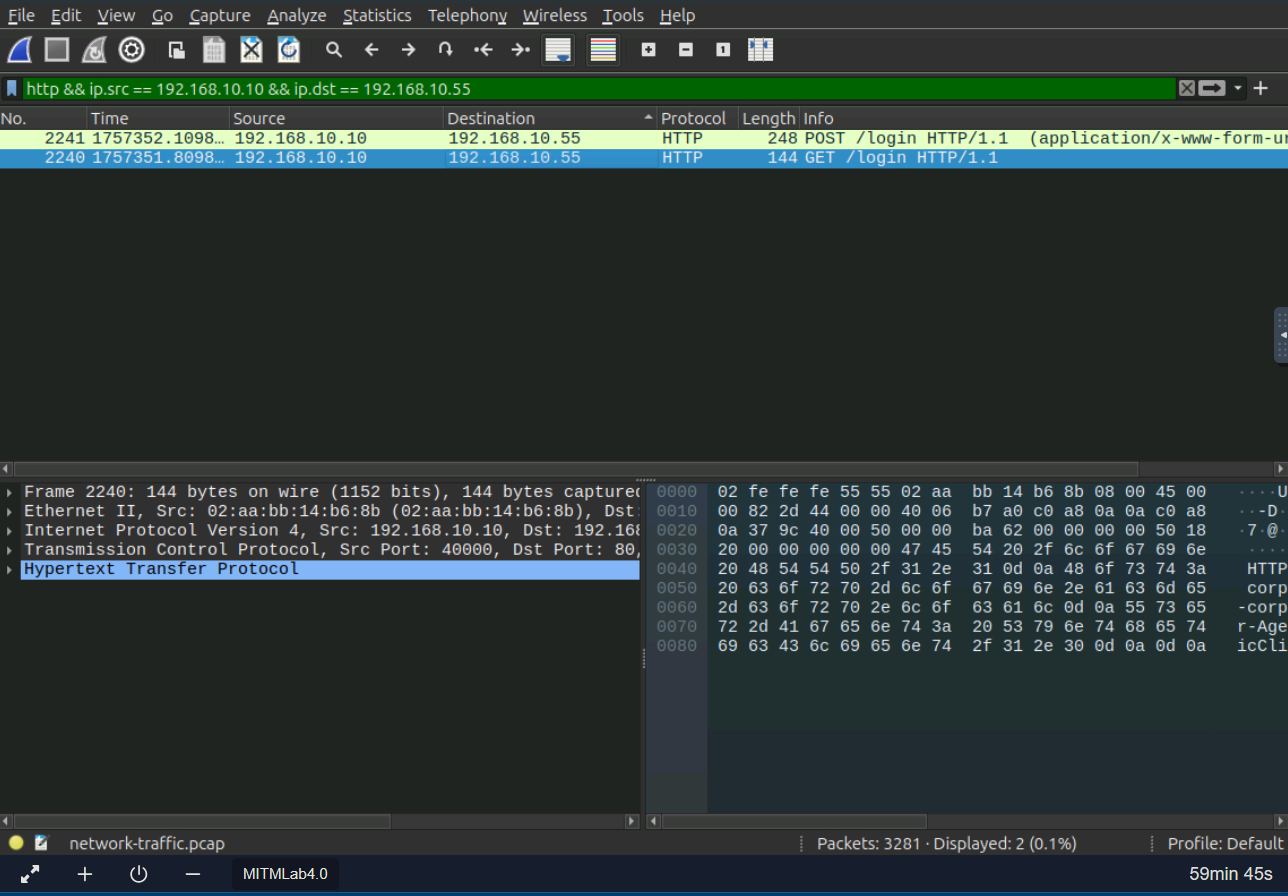 File Edit View Go Capture Analyze Statistics Telephony Wireless Tools Help
http && ip.src == 192.168.10.10 && ip.dst == 192.168.10.55
No. Time Source Destination Protocol Length Info
2241 1757352.1098… 192.168.10.10 192.168.10.55 HTTP 248 POST /login HTTP/1.1 (application/x-www-form-ur
2240 1757351.8098… 192.168.10.10 192.168.10.55 HTTP 144 GET /login HTTP/1.1
Frame 2240: 144 bytes on wire (1152 bits), 144 bytes captured
Ethernet II, Src: 02:aa:bb:14:b6:8b (02:aa:bb:14:b6:8b), Dst:
Internet Protocol Version 4, Src: 192.168.10.10, Dst: 192.168
Transmission Control Protocol, Src Port: 40000, Dst Port: 80,
Hypertext Transfer Protocol
0000 02 fe fe fe 55 55 02 aa bb 14 b6 8b 08 00 45 00 ····U
0010 00 82 2d 44 00 00 40 06 b7 a0 c0 a8 0a 0a c0 a8 ··-D·
0020 0a 37 9c 40 00 50 00 00 ba 62 00 00 00 00 50 18 ·7·@·
0030 20 00 00 00 00 00 47 45 54 20 2f 6c 6f 67 69 6e ····
0040 20 48 54 54 50 2f 31 2e 31 0d 0a 48 6f 73 74 3a HTTP
0050 20 63 6f 72 70 2d 6c 6f 67 69 6e 2e 61 63 6d 65 corp
0060 2d 63 6f 72 70 2e 6c 6f 63 61 6c 0d 0a 55 73 65 -corp
0070 72 2d 41 67 65 6e 74 3a 20 53 79 6e 74 68 65 74 r-Age
0080 69 63 43 6c 69 65 6e 74 2f 31 2e 30 0d 0a 0d 0a icCli
network-traffic.pcap
Packets: 3281 · Displayed: 2 (0.1%)
Profile: Default
MITMLab4.0
59min 45s